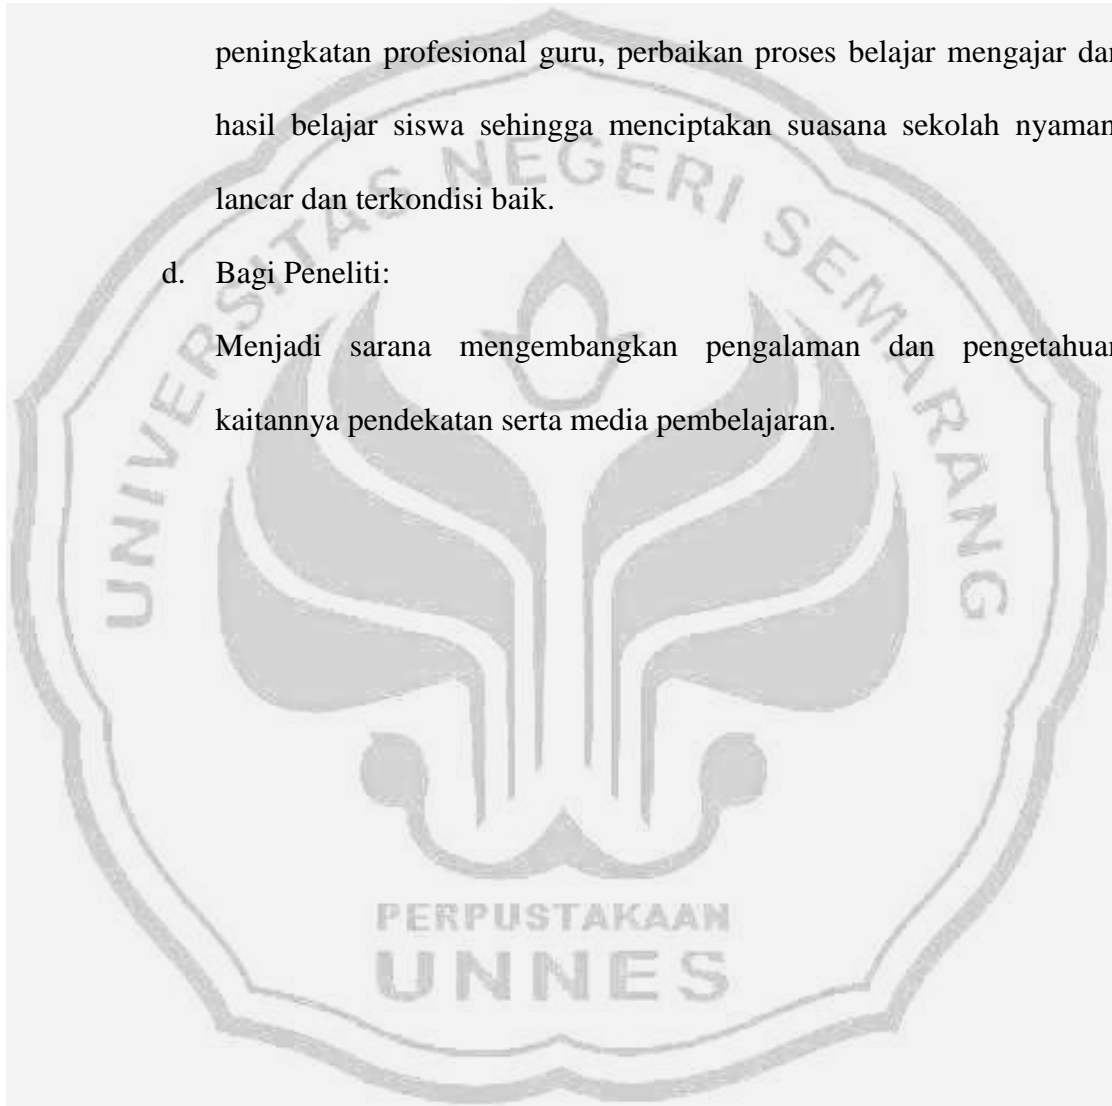 peningkatan profesional guru, perbaikan proses belajar mengajar dan
hasil belajar siswa sehingga menciptakan suasana sekolah nyaman
lancar dan terkondisi baik.
d. Bagi Peneliti:
Menjadi sarana mengembangkan pengalaman dan pengetahuan
kaitannya pendekatan serta media pembelajaran.
UNIVERSITAS NEGERI SEMARANG
PERPUSTAKAAN
UNNES